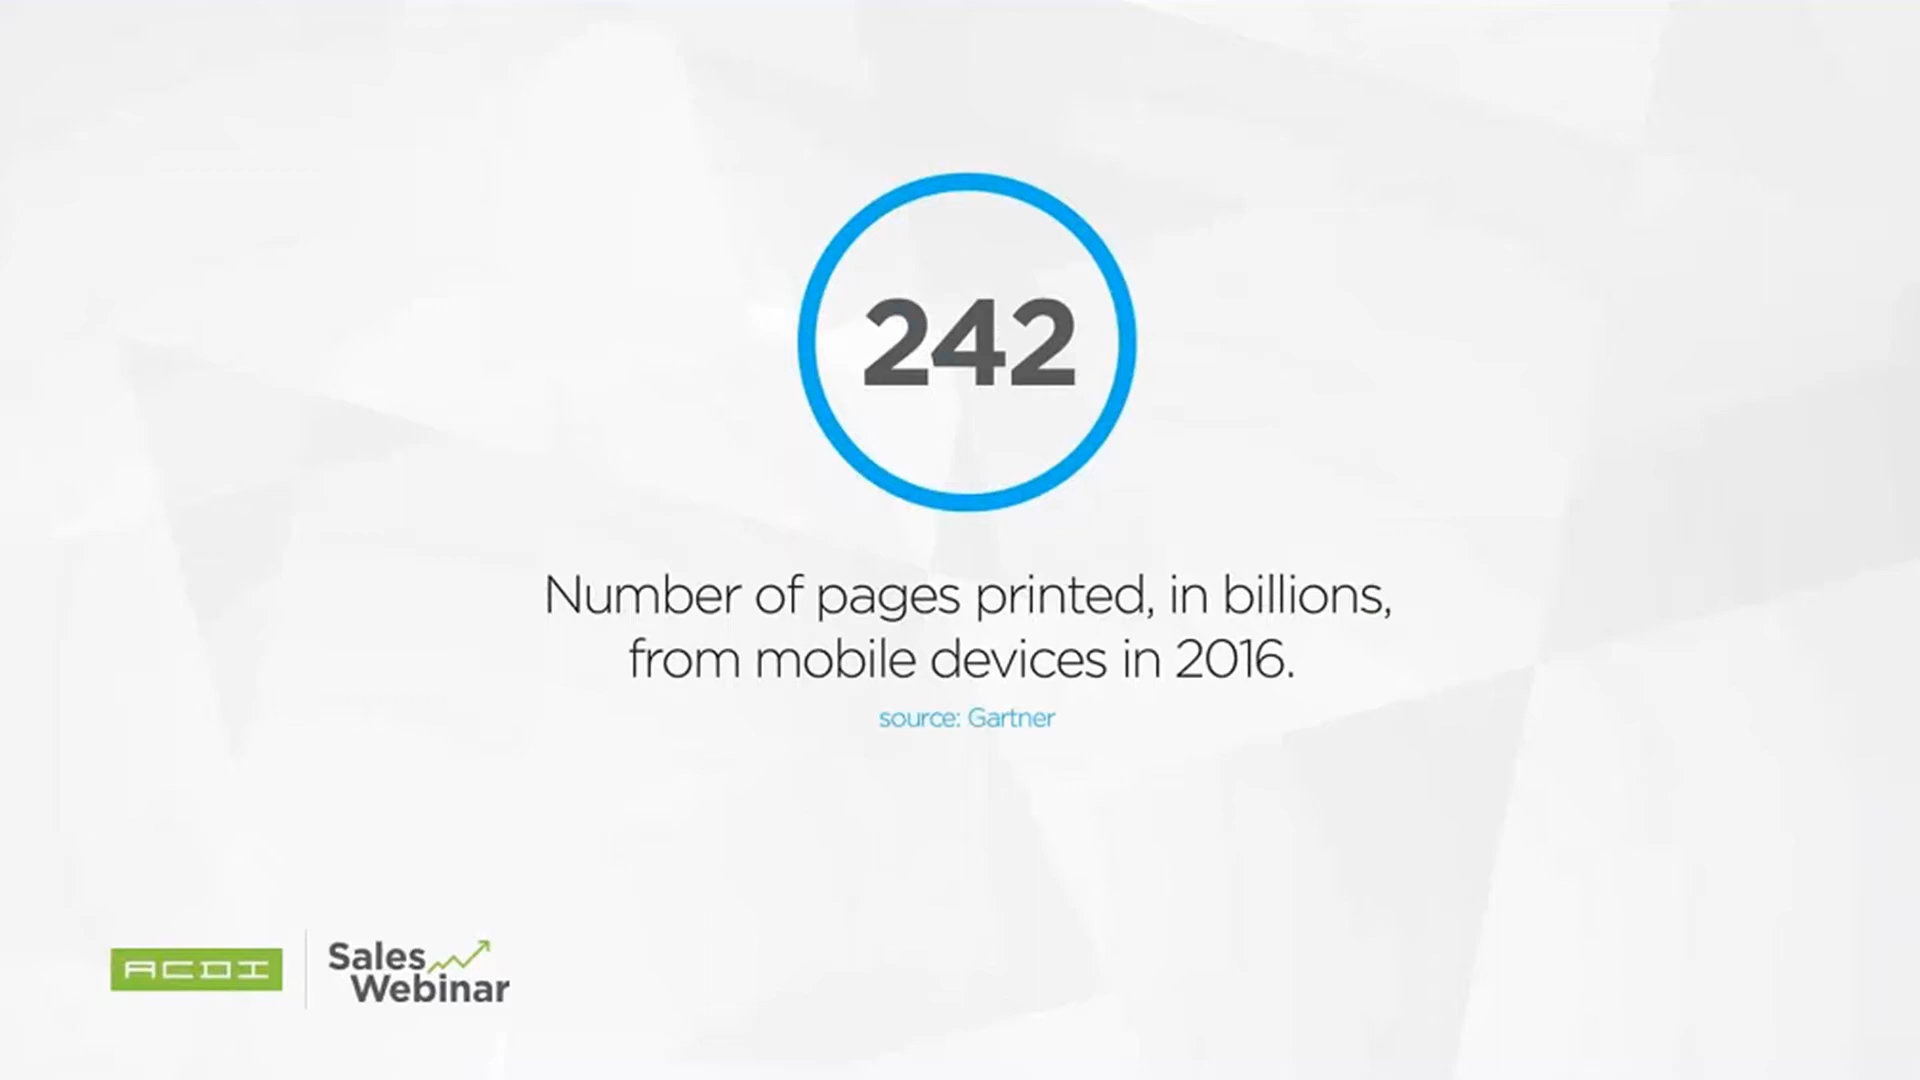 242
Number of pages printed, in billions,
from mobile devices in 2016.
source: Gartner
ACDI
Sales
Webinar